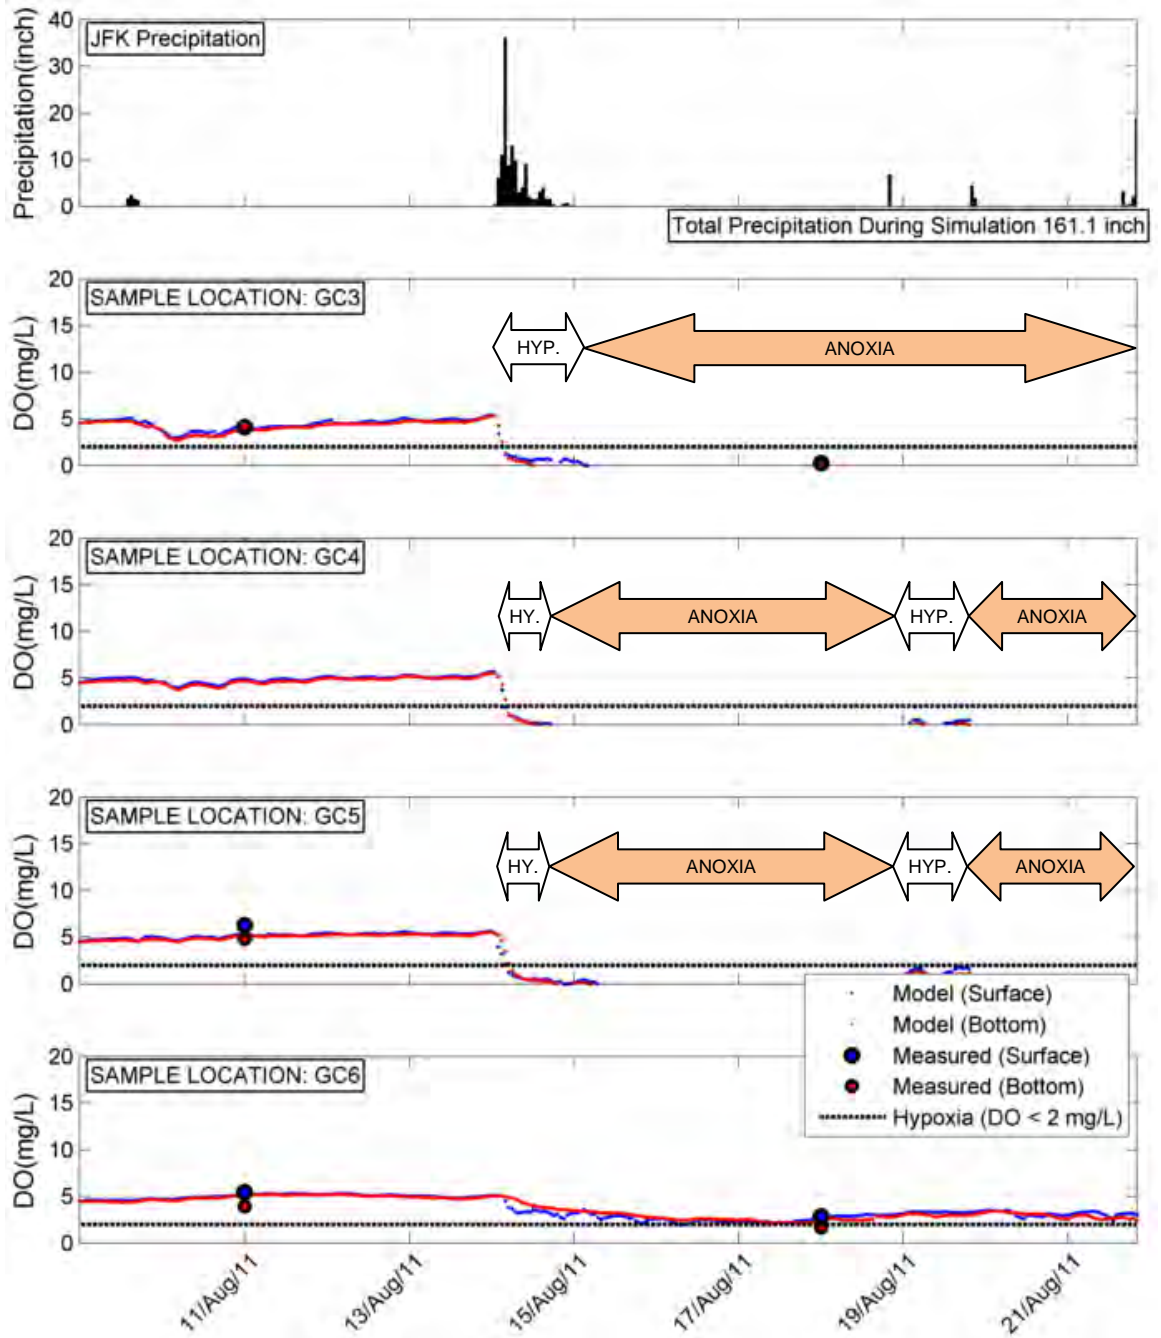 JFK Precipitation
Precipitation(inch)
40
30
20
10
0
Total Precipitation During Simulation 161.1 inch
SAMPLE LOCATION: GC3
DO(mg/L)
20
15
10
5
0
HYP.
ANOXIA
SAMPLE LOCATION: GC4
DO(mg/L)
20
15
10
5
0
HY.
ANOXIA
HYP.
ANOXIA
SAMPLE LOCATION: GC5
DO(mg/L)
20
15
10
5
0
HY.
ANOXIA
HYP.
ANOXIA
Model (Surface)
Model (Bottom)
Measured (Surface)
Measured (Bottom)
Hypoxia (DO < 2 mg/L)
SAMPLE LOCATION: GC6
DO(mg/L)
20
15
10
5
0
11/Aug/11
13/Aug/11
15/Aug/11
17/Aug/11
19/Aug/11
21/Aug/11